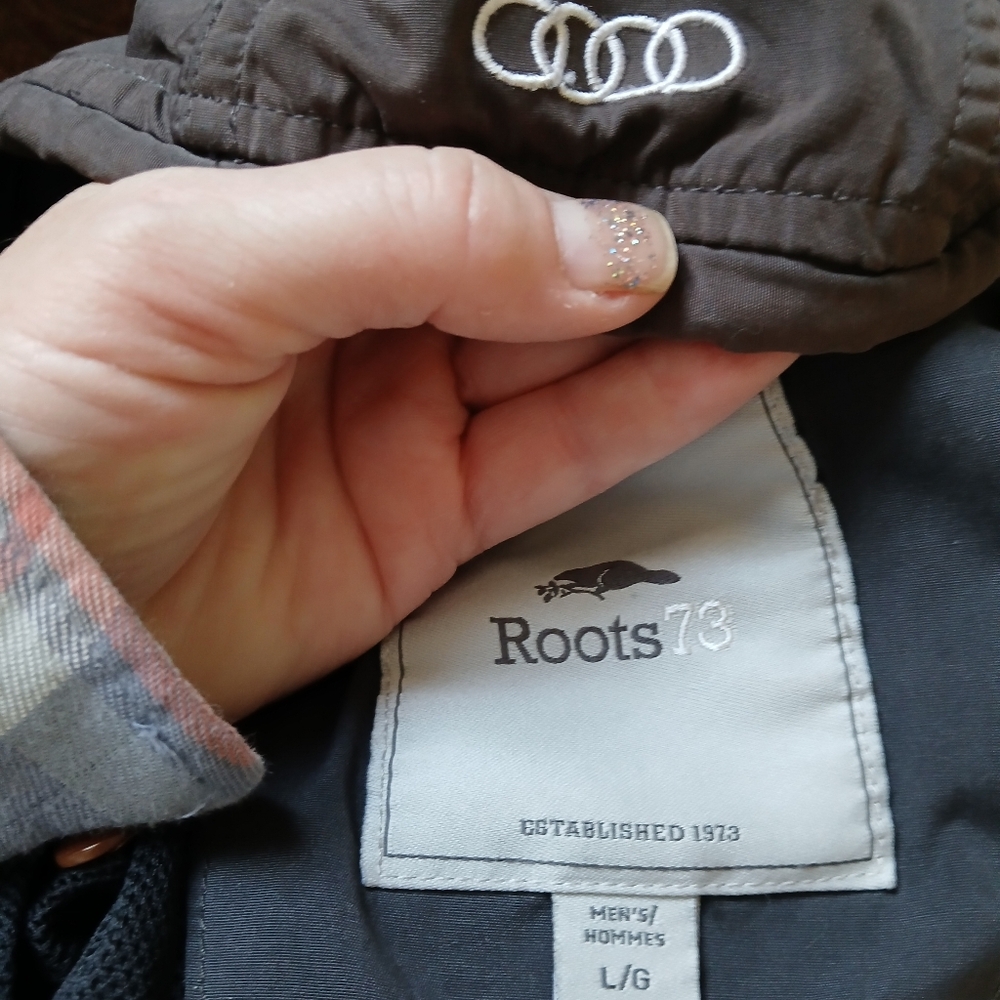 Roots73
ESTABLISHED 1973
MEN'S/
HOMMES
L/G